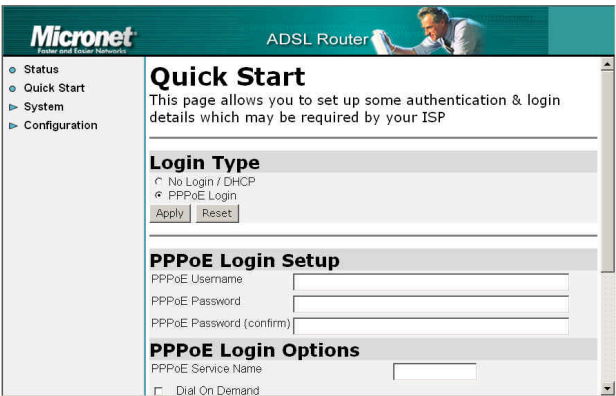 Micronet
Faster and Easier Networks
ADSL Router
Status
Quick Start
System
Configuration
Quick Start
This page allows you to set up some authentication & login
details which may be required by your ISP
Login Type
No Login / DHCP
PPPoE Login
Apply Reset
PPPoE Login Setup
PPPoE Username
PPPoE Password
PPPoE Password (confirm)
PPPoE Login Options
PPPoE Service Name
Dial On Demand